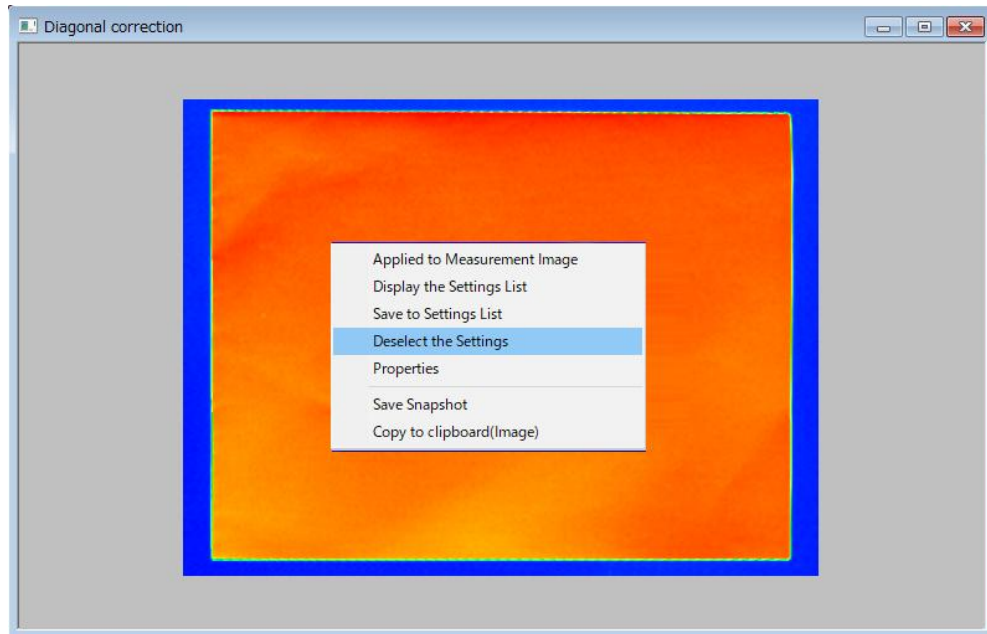 Diagonal correction
Applied to Measurement Image
Display the Settings List
Save to Settings List
Deselect the Settings
Properties
Save Snapshot
Copy to clipboard(Image)